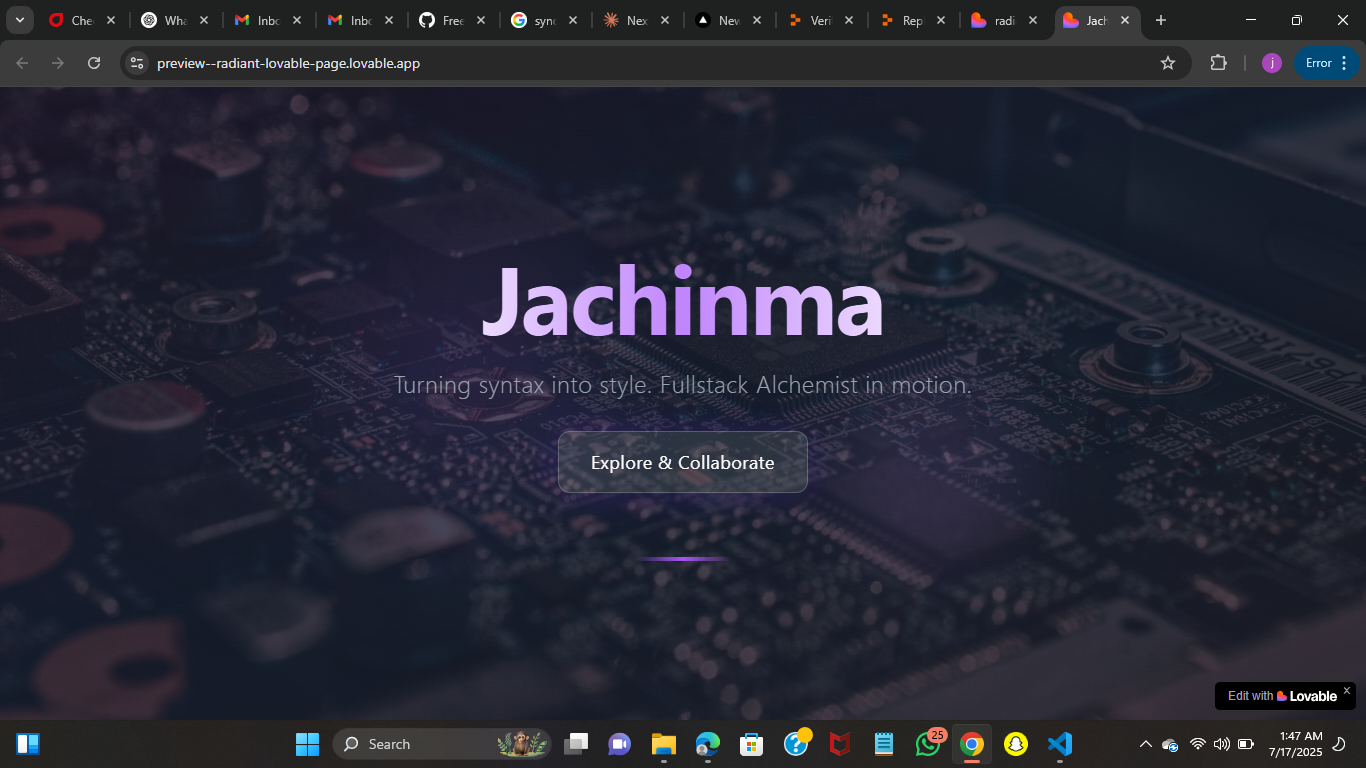 Che
Wha
Inbo
Inbo
Free
sync
Nex
New
Veri
Rep
radi
Jach
preview--radiant-lovable-page.lovable.app
j
Error
Jachinma
Turning syntax into style. Fullstack Alchemist in motion.
Explore & Collaborate
Edit with Lovable
Search
25
1:47 AM
7/17/2025